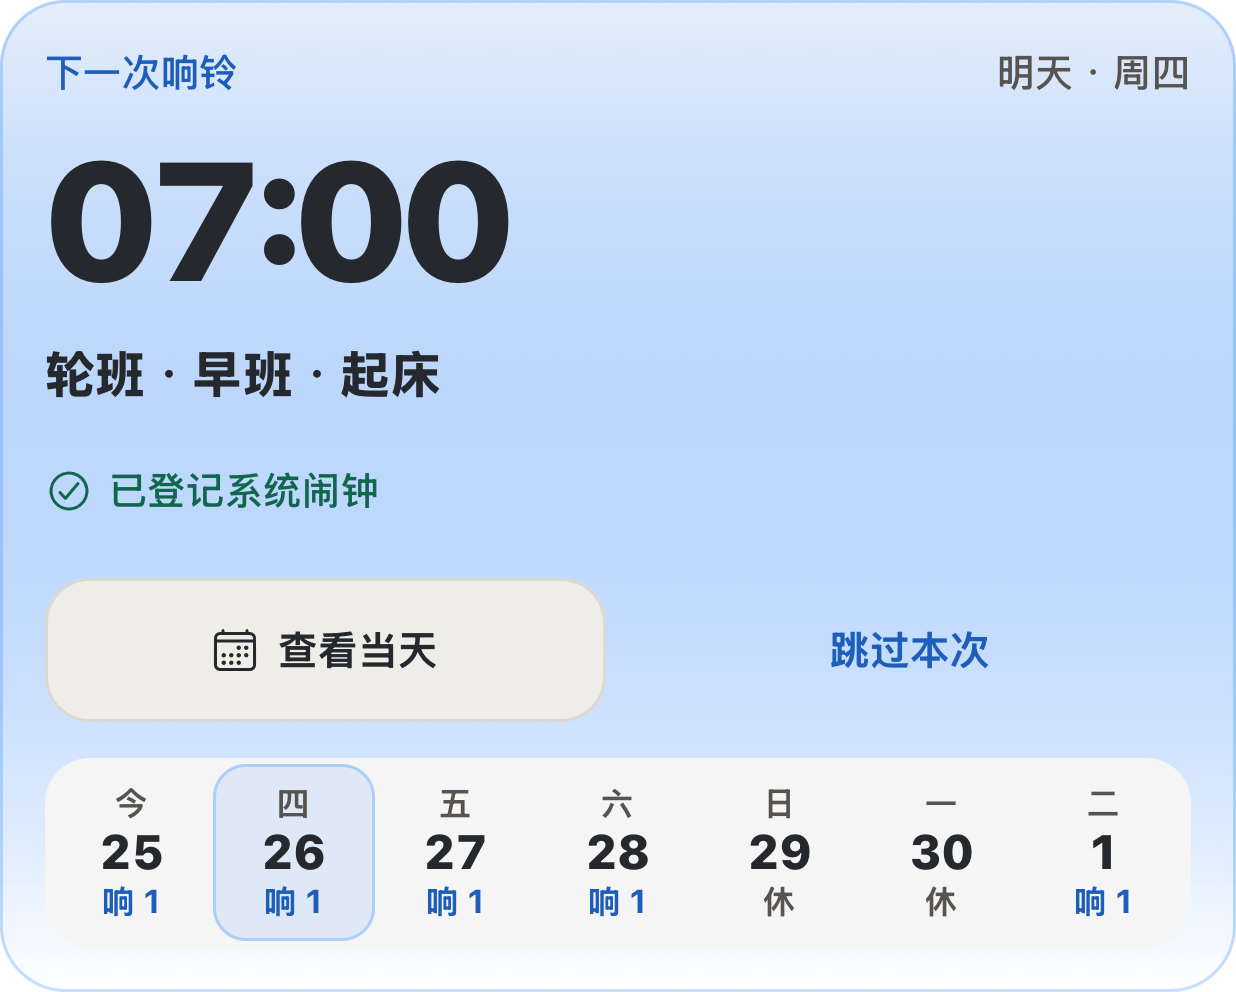 下一次响铃 明天 · 周四
07:00
轮班 · 早班 · 起床
已登记系统闹钟
查看当天 跳过本次
今 四 五 六 日 一 二
25 26 27 28 29 30 1
响 1 响 1 响 1 响 1 休 休 响 1